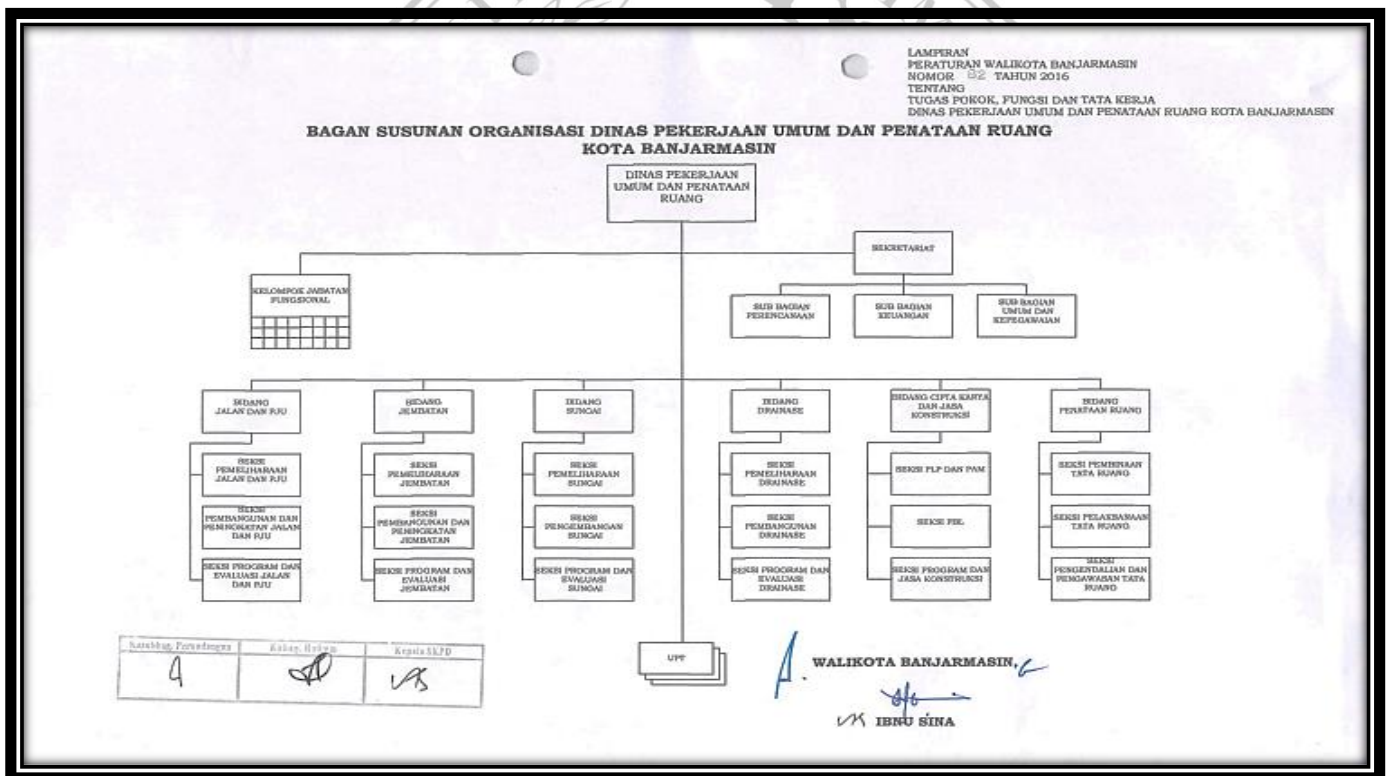 LAMPIRAN
PERATURAN WALIKOTA BANJARMASIN
NOMOR 82 TAHUN 2016
TENTANG
TUGAS POKOK, FUNGSI DAN TATA KERJA
DINAS PEKERJAAN UMUM DAN PENATAAN RUANG KOTA BANJARMASIN
BAGAN SUSUNAN ORGANISASI DINAS PEKERJAAN UMUM DAN PENATAAN RUANG
KOTA BANJARMASIN
DINAS PEKERJAAN
UMUM DAN PENATAAN
RUANG
SEKRETARIAT
KELOMPOK JABATAN
FUNGSIONAL
SUB BAGIAN
PERENCANAAN
SUB BAGIAN
KEUANGAN
SUB BAGIAN
UMUM DAN
KEPEGAWAIAN
BIDANG
JALAN DAN PJU
SEKSI
PEMELIHARAAN
JALAN DAN PJU
SEKSI
PEMBANGUNAN DAN
PENINGKATAN JALAN
DAN PJU
SEKSI PROGRAM DAN
EVALUASI JALAN
DAN PJU
BIDANG
JEMBATAN
SEKSI
PEMELIHARAAN
JEMBATAN
SEKSI
PEMBANGUNAN DAN
PENINGKATAN
JEMBATAN
SEKSI PROGRAM DAN
EVALUASI
JEMBATAN
BIDANG
SUNGAI
SEKSI
PEMELIHARAAN
SUNGAI
SEKSI
PENGEMBANGAN
SUNGAI
SEKSI PROGRAM DAN
EVALUASI
SUNGAI
BIDANG
DRAINASE
SEKSI
PEMELIHARAAN
DRAINASE
SEKSI
PEMBANGUNAN
DRAINASE
SEKSI PROGRAM DAN
EVALUASI
DRAINASE
BIDANG CIPTA KARYA
DAN JASA
KONSTRUKSI
SEKSI PLP DAN PAM
SEKSI PBL
SEKSI PROGRAM DAN
JASA KONSTRUKSI
BIDANG
PENATAAN RUANG
SEKSI PEMBINAAN
TATA RUANG
SEKSI PELAKSANAAN
TATA RUANG
SEKSI
PENGENDALIAN DAN
PENGAWASAN TATA
RUANG
UPT
Kasubbag. Perundangan
Kabag. Hukum
Kepala SKPD
WALIKOTA BANJARMASIN,
IBNU SINA